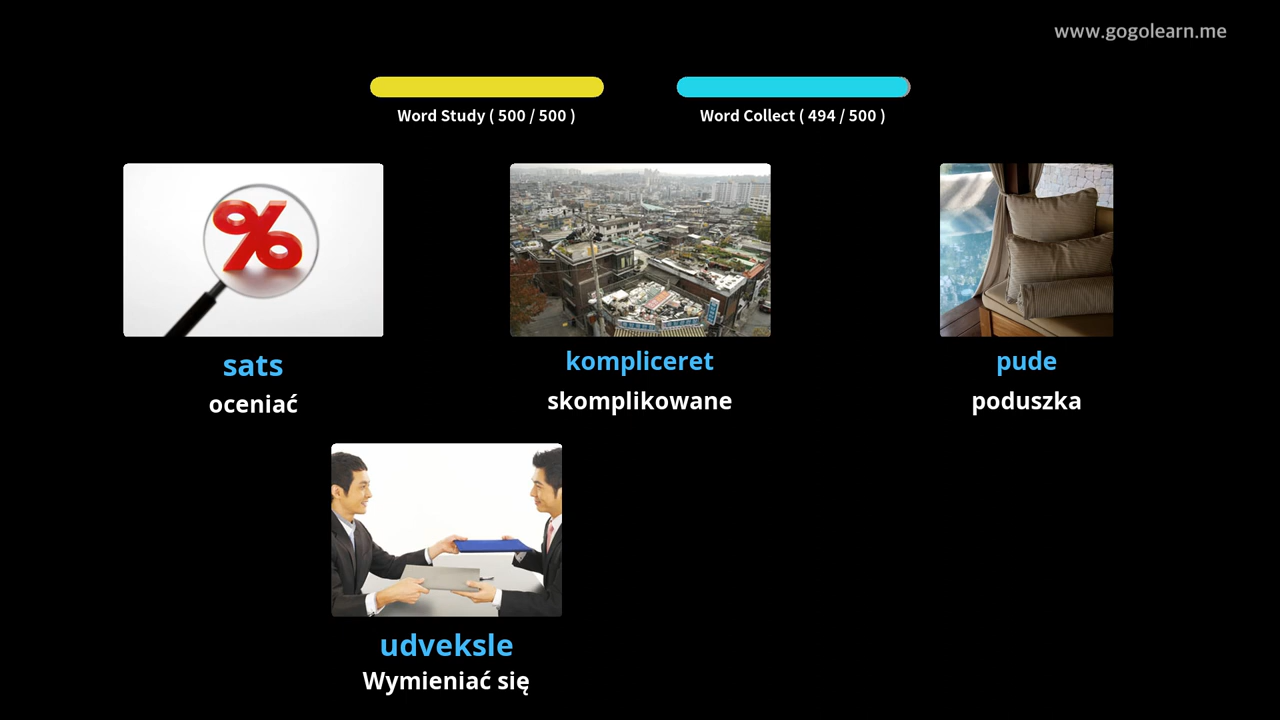 www.gogolearn.me
Word Study ( 500 / 500 )
Word Collect ( 494 / 500 )
sats
oceniać
kompliceret
skomplikowane
pude
poduszka
udveksle
Wymieniać się